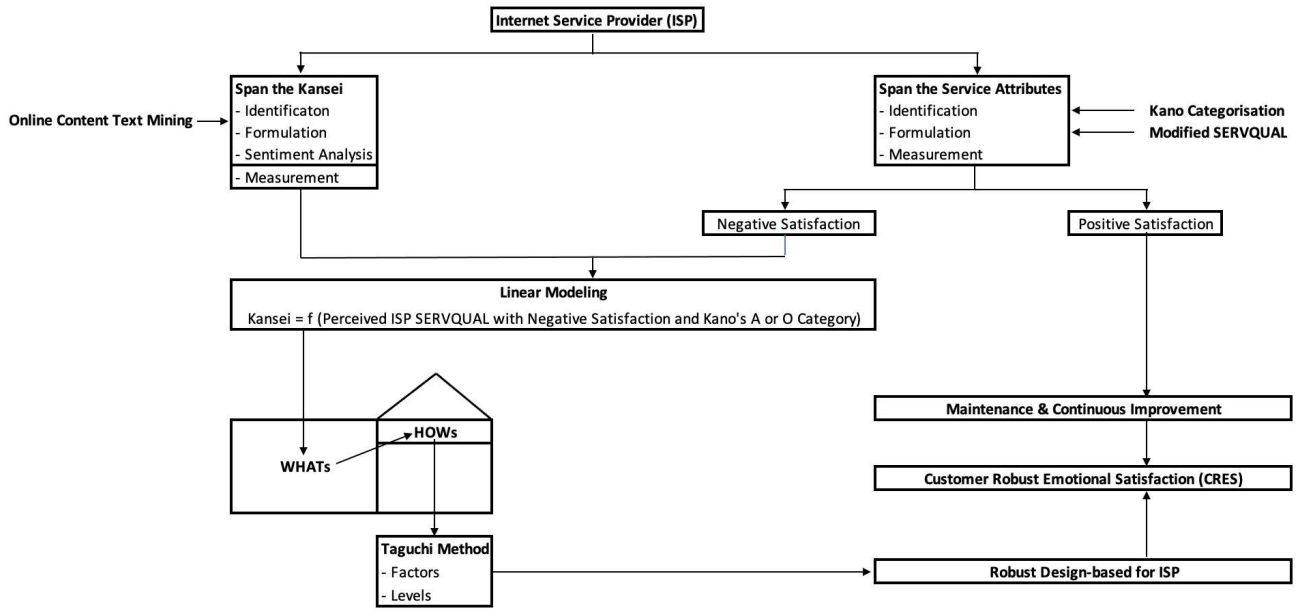 Internet Service Provider (ISP)
Span the Kansei
- Identificaton
- Formulation
- Sentiment Analysis
- Measurement
Online Content Text Mining
Span the Service Attributes
- Identification
- Formulation
- Measurement
Kano Categorisation
Modified SERVQUAL
Negative Satisfaction
Positive Satisfaction
Linear Modeling
Kansei = f (Perceived ISP SERVQUAL with Negative Satisfaction and Kano's A or O Category)
WHATs
HOWs
Maintenance & Continuous Improvement
Customer Robust Emotional Satisfaction (CRES)
Taguchi Method
- Factors
- Levels
Robust Design-based for ISP